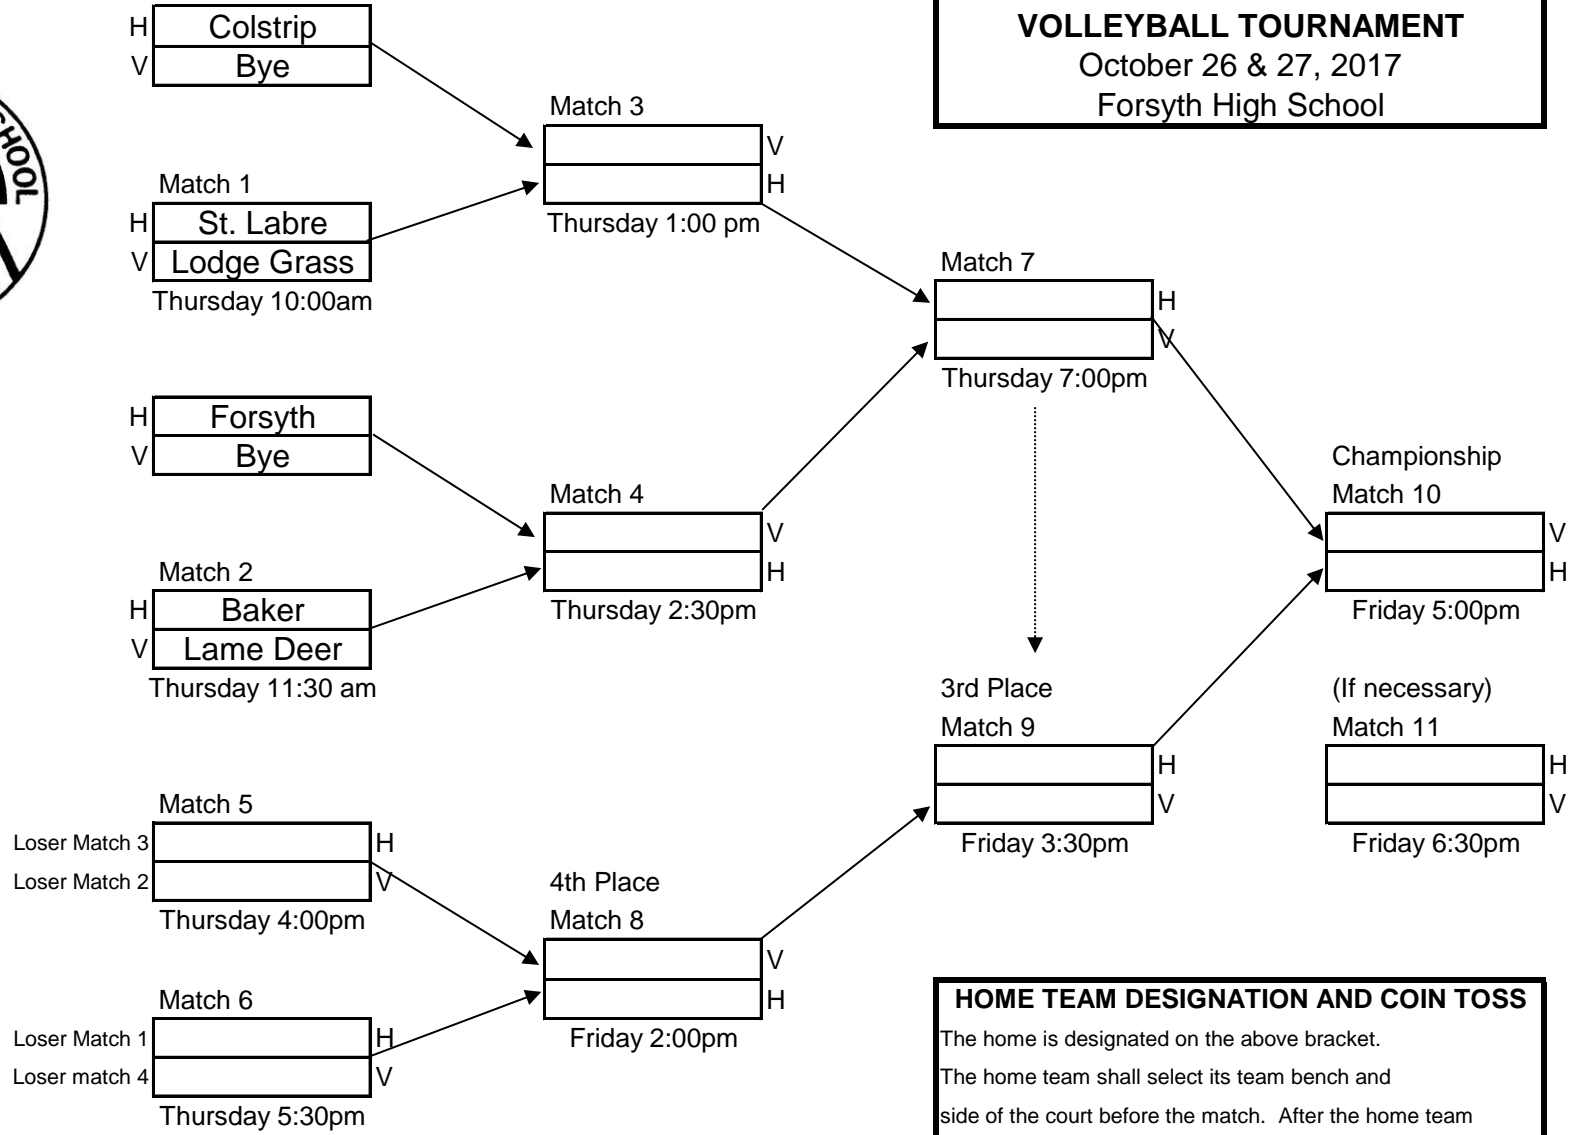 H Colstrip
V Bye
VOLLEYBALL TOURNAMENT
October 26 & 27, 2017
Forsyth High School
SCHOOL
Match 3
V
H
Thursday 1:00 pm
Match 1
H St. Labre
V Lodge Grass
Thursday 10:00am
Match 7
H
V
Thursday 7:00pm
H Forsyth
V Bye
Match 4
V
H
Thursday 2:30pm
Championship
Match 10
V
H
Friday 5:00pm
Match 2
H Baker
V Lame Deer
Thursday 11:30 am
3rd Place
Match 9
H
V
Friday 3:30pm
(If necessary)
Match 11
H
V
Friday 6:30pm
Match 5
Loser Match 3 H
Loser Match 2 V
Thursday 4:00pm
4th Place
Match 8
V
H
Friday 2:00pm
Match 6
Loser Match 1 H
Loser match 4 V
Thursday 5:30pm
HOME TEAM DESIGNATION AND COIN TOSS
The home is designated on the above bracket.
The home team shall select its team bench and
side of the court before the match. After the home team